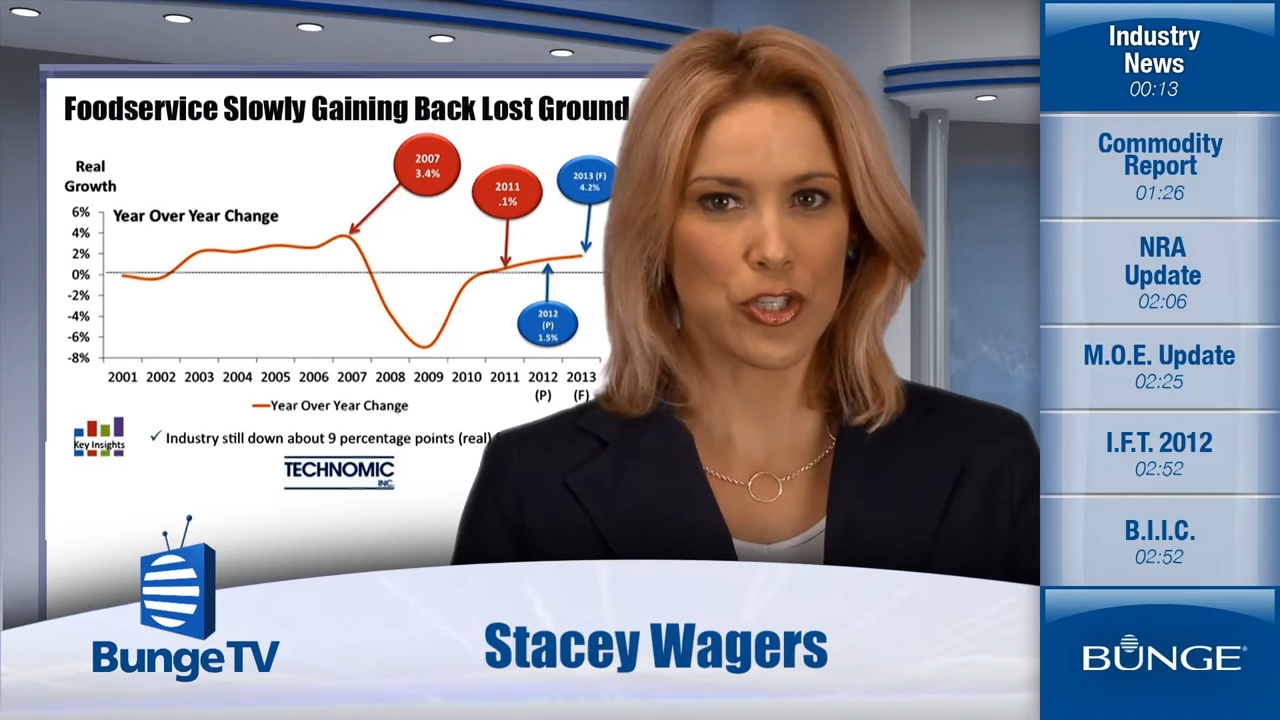 Foodservice Slowly Gaining Back Lost Ground
Real
Growth
Year Over Year Change
2007
3.4%
2011
.1%
2013 (F)
4.2%
2012
(P)
1.5%
6%
4%
2%
0%
-2%
-4%
-6%
-8%
2001 2002 2003 2004 2005 2006 2007 2008 2009 2010 2011 2012 2013
(P) (F)
Year Over Year Change
Key Insights
✓ Industry still down about 9 percentage points (real)
TECHNOMIC
INC.
BungeTV
Stacey Wagers
Industry
News
00:13
Commodity
Report
01:26
NRA
Update
02:06
M.O.E. Update
02:25
I.F.T. 2012
02:52
B.I.I.C.
02:52
BUNGE®